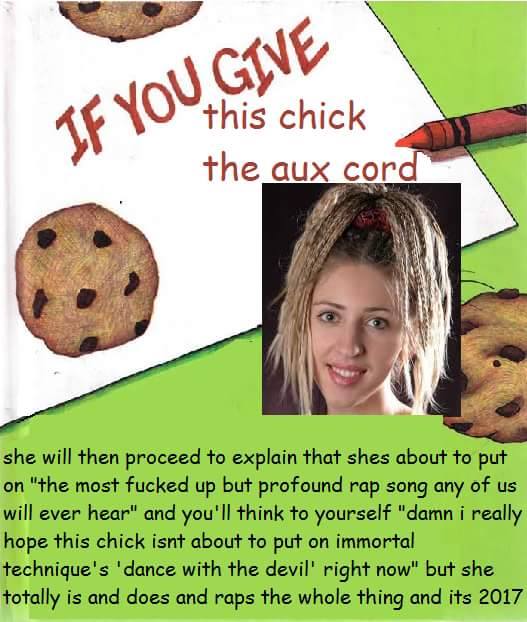 IF YOU GIVE
this chick
the aux cord
she will then proceed to explain that shes about to put
on "the most fucked up but profound rap song any of us
will ever hear" and you'll think to yourself "damn i really
hope this chick isnt about to put on immortal
technique's 'dance with the devil' right now" but she
totally is and does and raps the whole thing and its 2017